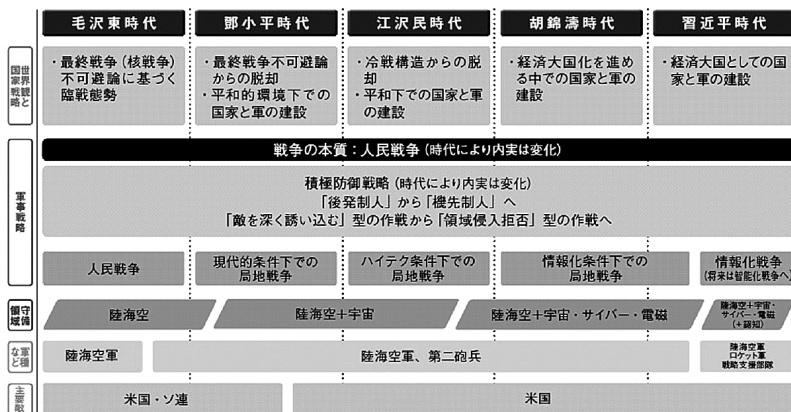 毛沢東時代
鄧小平時代
江沢民時代
胡錦濤時代
習近平時代
世界観と
国家戦略
・最終戦争(核戦争)
不可避論に基づく
臨戦態勢
・最終戦争不可避論
からの脱却
・平和的環境下での
国家と軍の建設
・冷戦構造からの脱
却
・平和下での国家と軍
の建設
・経済大国化を進め
る中での国家と軍の
建設
・経済大国としての国
家と軍の建設
軍事戦略
戦争の本質:人民戦争(時代により内実は変化)
積極防御戦略(時代により内実は変化)
「後発制人」から「機先制人」へ
「敵を深く誘い込む」型の作戦から「領域侵入拒否」型の作戦へ
人民戦争
現代的条件下での
局地戦争
ハイテク条件下での
局地戦争
情報化条件下での
局地戦争
情報化戦争
(将来は智能化戦争へ)
守備
領域
陸海空
陸海空+宇宙
陸海空+宇宙・サイバー・電磁
陸海空+宇宙・
サイバー・電磁
(+認知)
軍種
など
陸海空軍
陸海空軍、第二砲兵
陸海空軍
ロケット軍
戦略支援部隊
主要敵
米国・ソ連
米国